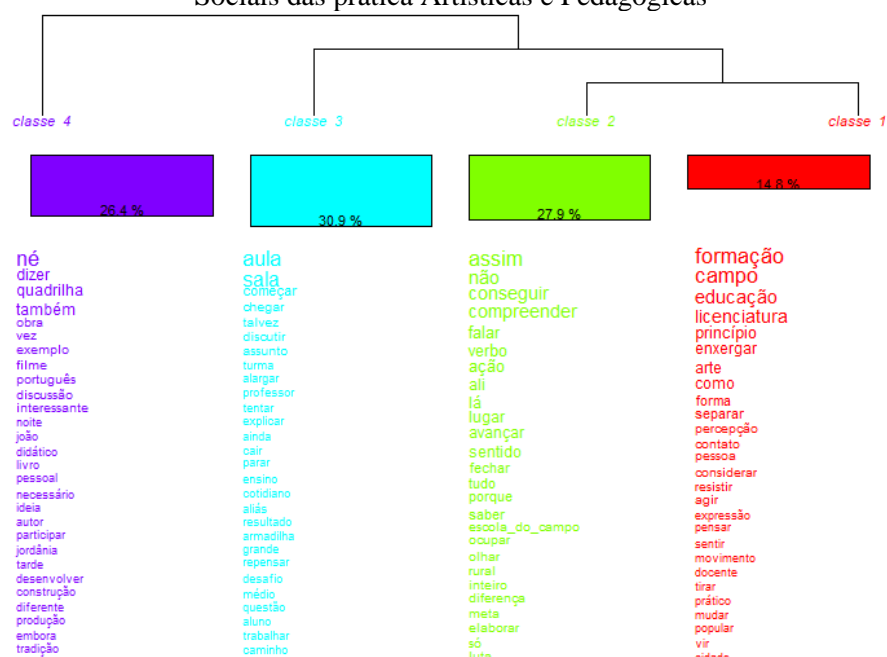 Sociais das prática Artísticas e Pedagógicas
classe 4
classe 3
classe 2
classe 1
26.4 %
30.9 %
27.9 %
14.8 %
né
dizer
quadrilha
também
obra
vez
exemplo
filme
português
discussão
interessante
noite
joão
didático
livro
pessoal
necessário
ideia
autor
participar
jordânia
tarde
desenvolver
construção
diferente
produção
embora
tradição
aula
sala
começar
chegar
talvez
discutir
assunto
turma
alargar
professor
tentar
explicar
ainda
cair
parar
ensino
cotidiano
aliás
resultado
armadilha
grande
repensar
desafio
médio
questão
aluno
trabalhar
caminho
assim
não
conseguir
compreender
falar
verbo
ação
ali
lá
lugar
avançar
sentido
fechar
tudo
porque
saber
escola_do_campo
ocupar
olhar
rural
inteiro
diferença
meta
elaborar
só
formação
campo
educação
licenciatura
princípio
enxergar
arte
como
forma
separar
percepção
contato
pessoa
considerar
resistir
agir
expressão
pensar
sentir
movimento
docente
tirar
prático
mudar
popular
vir